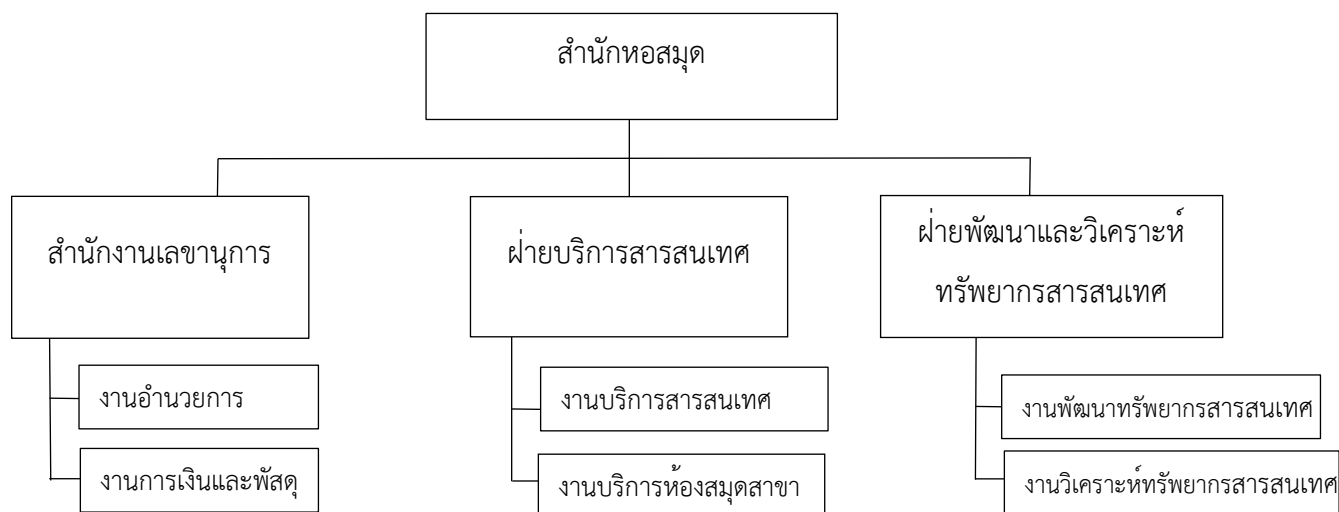 สำนักหอสมุด
สำนักงานเลขานุการ
ฝ่ายบริการสารสนเทศ
ฝ่ายพัฒนาและวิเคราะห์
ทรัพยากรสารสนเทศ
งานอำนวยการ
งานการเงินและพัสดุ
งานบริการสารสนเทศ
งานบริการห้องสมุดสาขา
งานพัฒนาทรัพยากรสารสนเทศ
งานวิเคราะห์ทรัพยากรสารสนเทศ